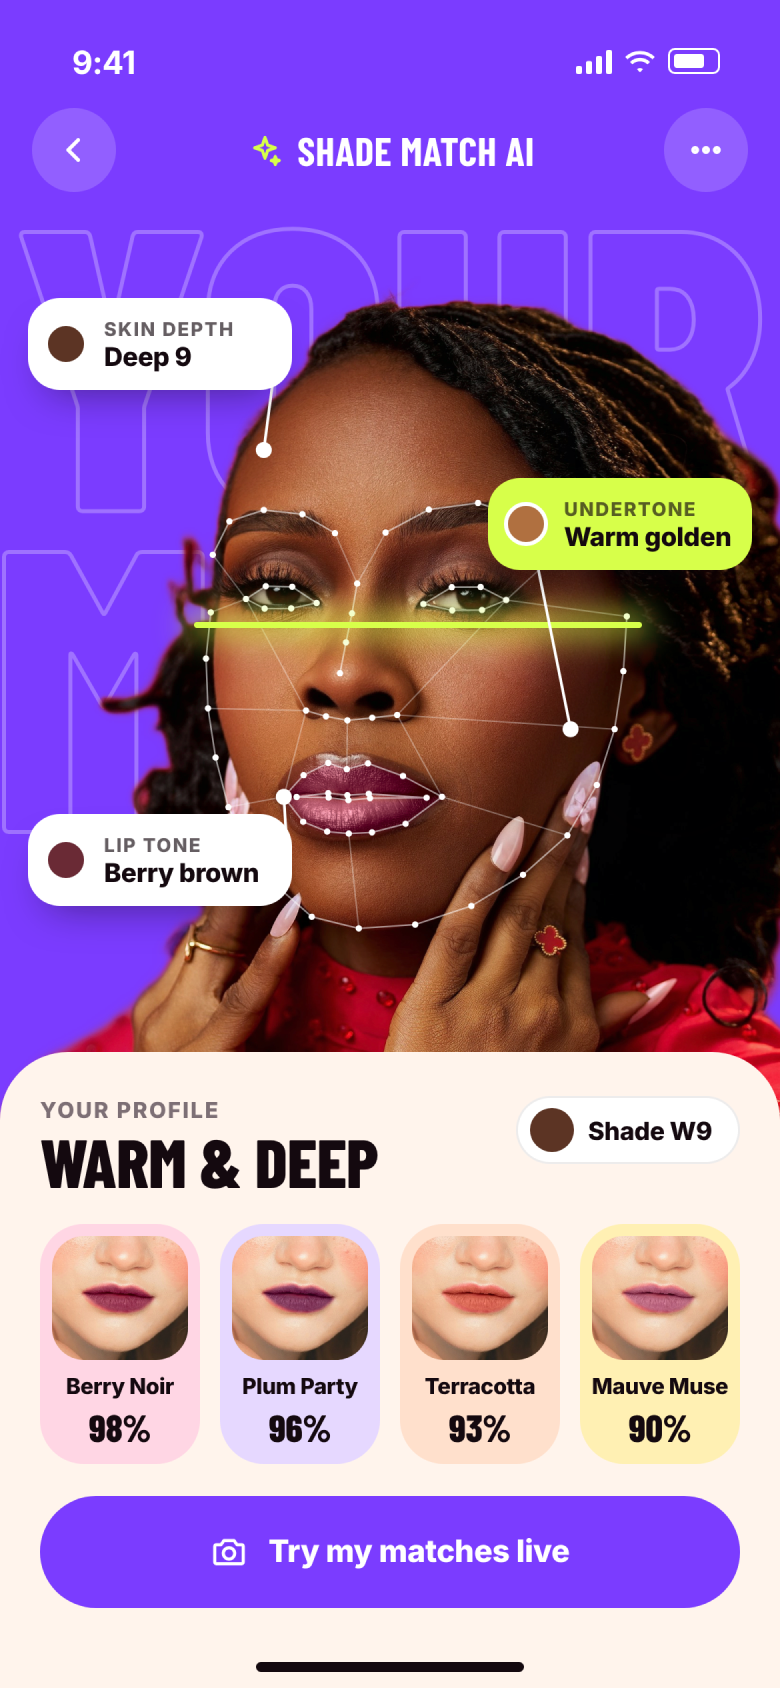 9:41
SHADE MATCH AI
YOUR
SKIN DEPTH
Deep 9
UNDERTONE
Warm golden
M
LIP TONE
Berry brown
YOUR PROFILE
WARM & DEEP
Shade W9
Berry Noir
98%
Plum Party
96%
Terracotta
93%
Mauve Muse
90%
Try my matches live